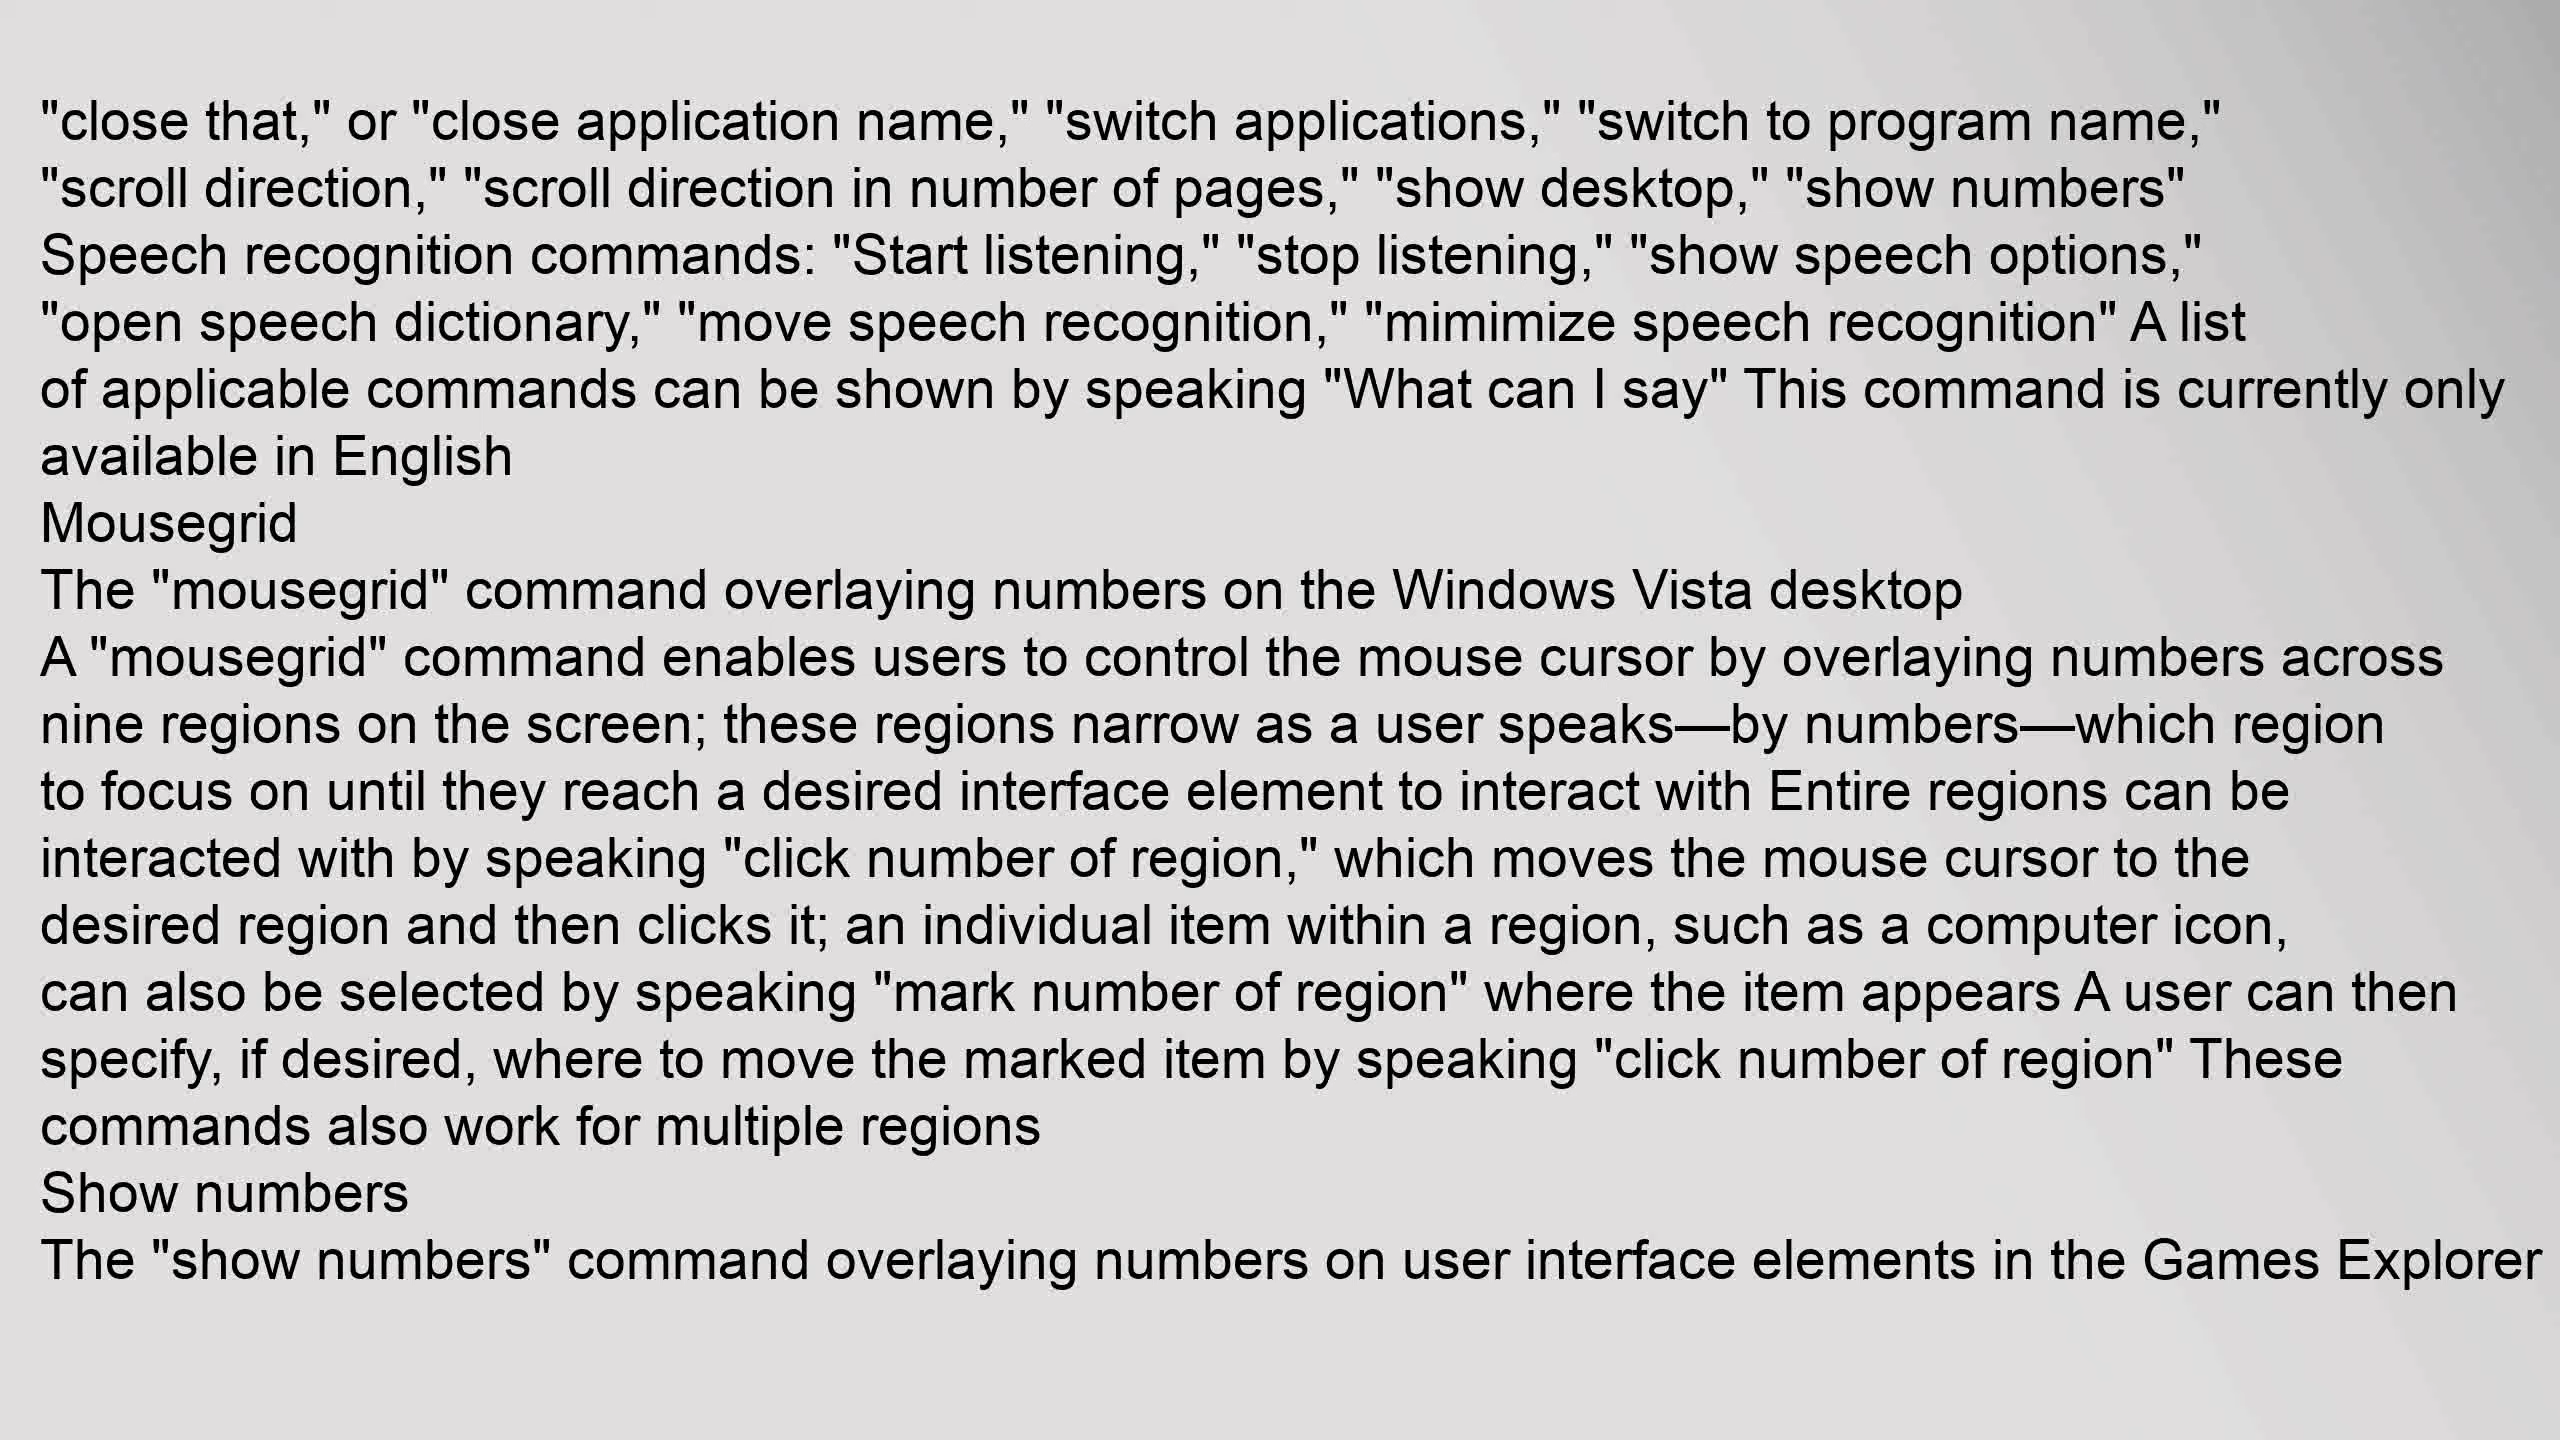 "close that," or "close application name," "switch applications," "switch to program name,"
"scroll direction," "scroll direction in number of pages," "show desktop," "show numbers"
Speech recognition commands: "Start listening," "stop listening," "show speech options,"
"open speech dictionary," "move speech recognition," "mimimize speech recognition" A list
of applicable commands can be shown by speaking "What can I say" This command is currently only
available in English
Mousegrid
The "mousegrid" command overlaying numbers on the Windows Vista desktop
A "mousegrid" command enables users to control the mouse cursor by overlaying numbers across
nine regions on the screen; these regions narrow as a user speaks—by numbers—which region
to focus on until they reach a desired interface element to interact with Entire regions can be
interacted with by speaking "click number of region," which moves the mouse cursor to the
desired region and then clicks it; an individual item within a region, such as a computer icon,
can also be selected by speaking "mark number of region" where the item appears A user can then
specify, if desired, where to move the marked item by speaking "click number of region" These
commands also work for multiple regions
Show numbers
The "show numbers" command overlaying numbers on user interface elements in the Games Explorer